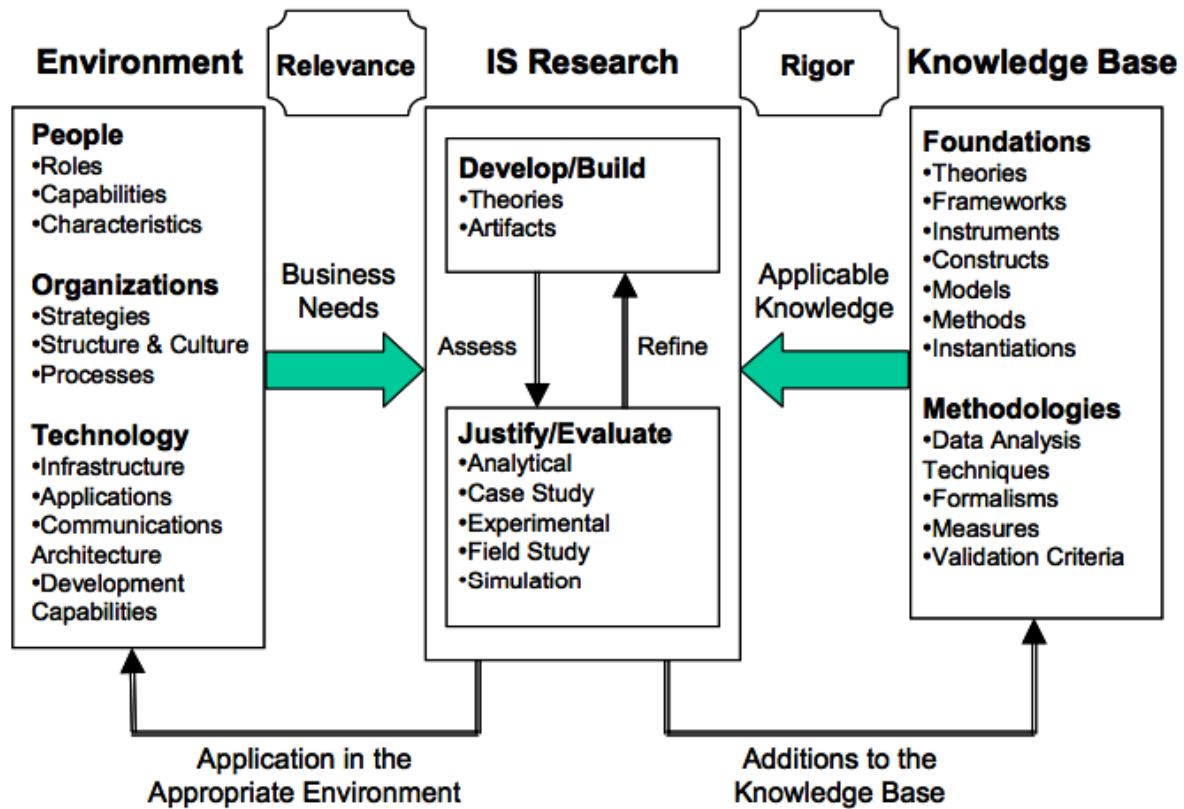 Environment
Relevance
IS Research
Rigor
Knowledge Base
People
•Roles
•Capabilities
•Characteristics
Organizations
•Strategies
•Structure & Culture
•Processes
Technology
•Infrastructure
•Applications
•Communications
Architecture
•Development
Capabilities
Business
Needs
Develop/Build
•Theories
•Artifacts
Assess
Refine
Justify/Evaluate
•Analytical
•Case Study
•Experimental
•Field Study
•Simulation
Applicable
Knowledge
Foundations
•Theories
•Frameworks
•Instruments
•Constructs
•Models
•Methods
•Instantiations
Methodologies
•Data Analysis
Techniques
•Formalisms
•Measures
•Validation Criteria
Application in the
Appropriate Environment
Additions to the
Knowledge Base